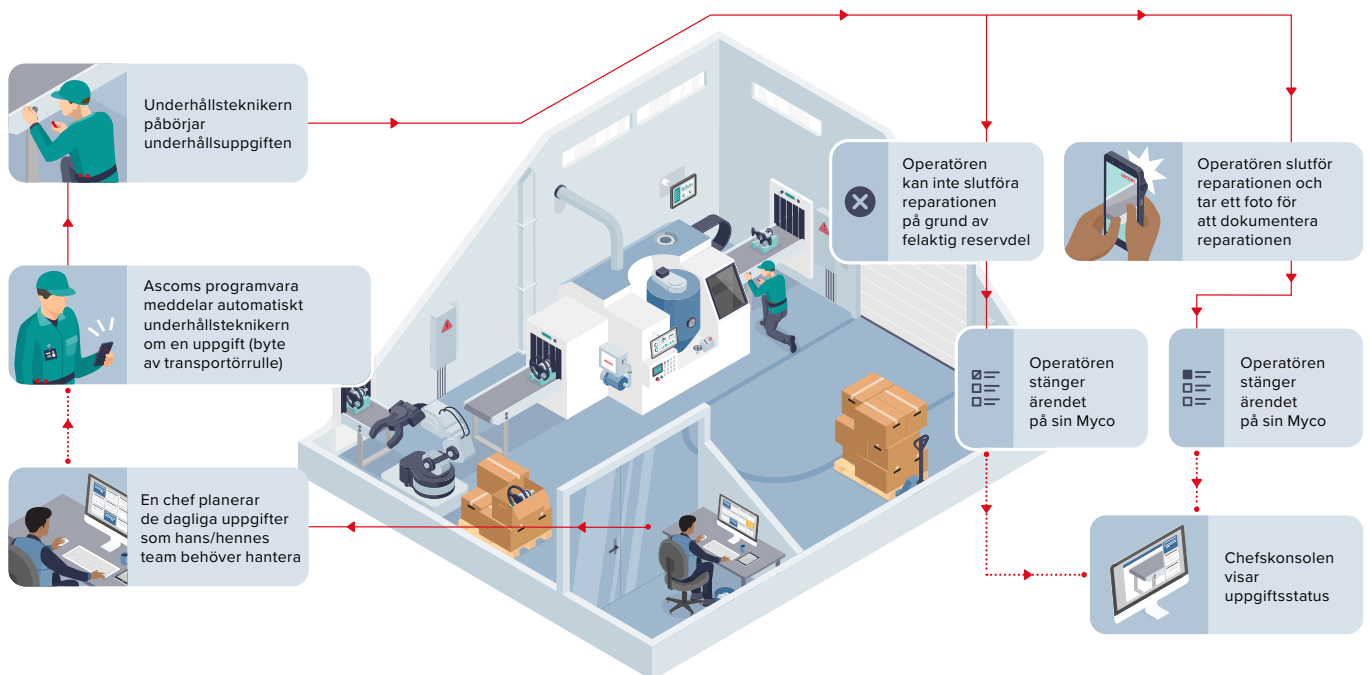 Underhållsteknikern
påbörjar
underhållsuppgiften
Ascoms programvara
meddelar automatiskt
underhållsteknikern
om en uppgift (byte
av transportörrulle)
En chef planerar
de dagliga uppgifter
som hans/hennes
team behöver hantera
Operatören
kan inte slutföra
reparationen
på grund av
felaktig reservdel
Operatören slutför
reparationen och
tar ett foto för
att dokumentera
reparationen
Operatören
stänger
ärendet
på sin Myco
Operatören
stänger
ärendet
på sin Myco
Chefskonsolen
visar
uppgiftsstatus